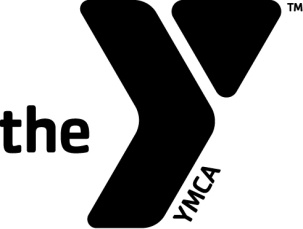 the Y ™
YMCA